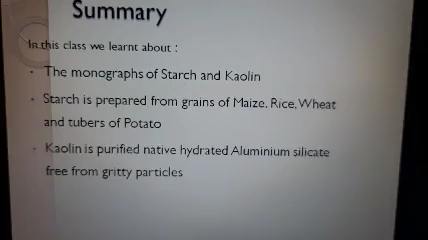 Summary
In this class we learnt about :
• The monographs of Starch and Kaolin
• Starch is prepared from grains of Maize, Rice, Wheat
and tubers of Potato
• Kaolin is purified native hydrated Aluminium silicate
free from gritty particles